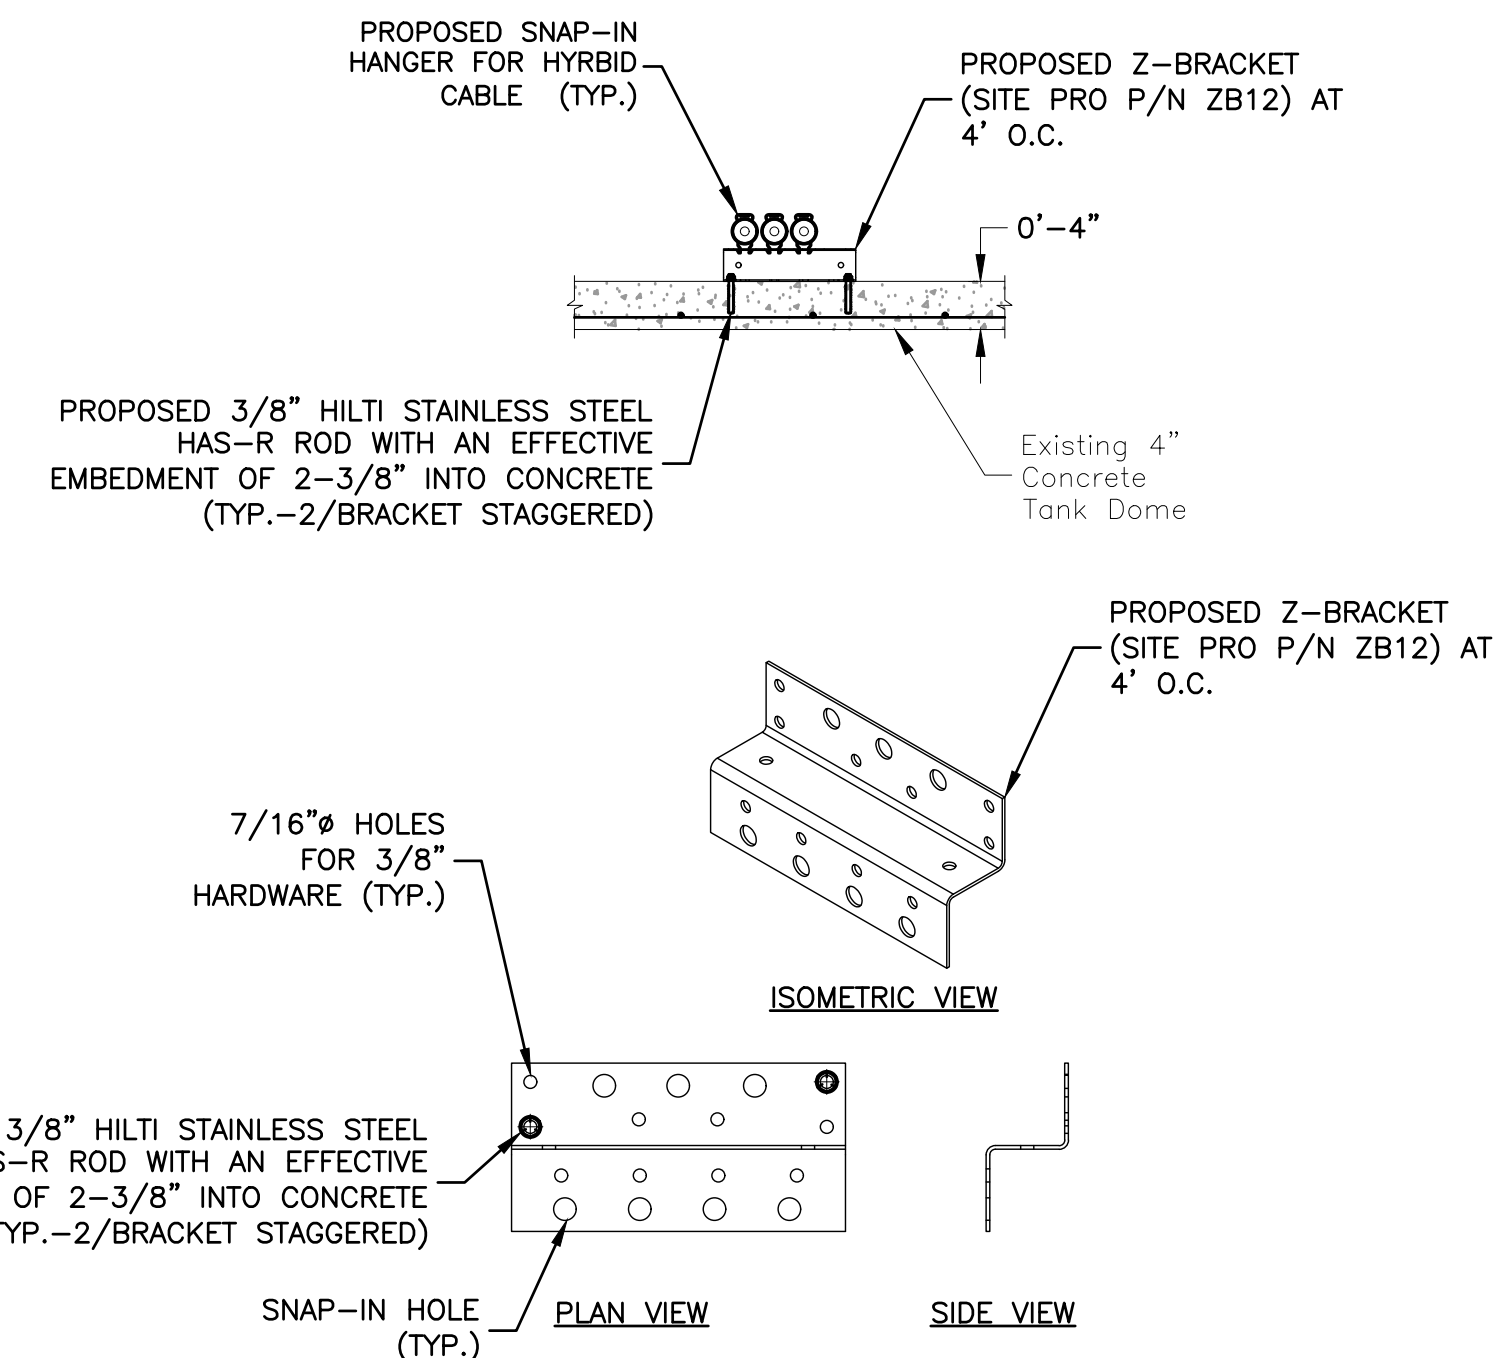 PROPOSED SNAP-IN
HANGER FOR HYRBID
CABLE (TYP.)
PROPOSED Z-BRACKET
(SITE PRO P/N ZB12) AT
4' O.C.
0'-4"
PROPOSED 3/8" HILTI STAINLESS STEEL
HAS-R ROD WITH AN EFFECTIVE
EMBEDMENT OF 2-3/8" INTO CONCRETE
(TYP.-2/BRACKET STAGGERED)
Existing 4"
Concrete
Tank Dome
PROPOSED Z-BRACKET
(SITE PRO P/N ZB12) AT
4' O.C.
7/16"ø HOLES
FOR 3/8"
HARDWARE (TYP.)
ISOMETRIC VIEW
3/8" HILTI STAINLESS STEEL
S-R ROD WITH AN EFFECTIVE
OF 2-3/8" INTO CONCRETE
TYP.-2/BRACKET STAGGERED)
SNAP-IN HOLE
(TYP.)
PLAN VIEW
SIDE VIEW